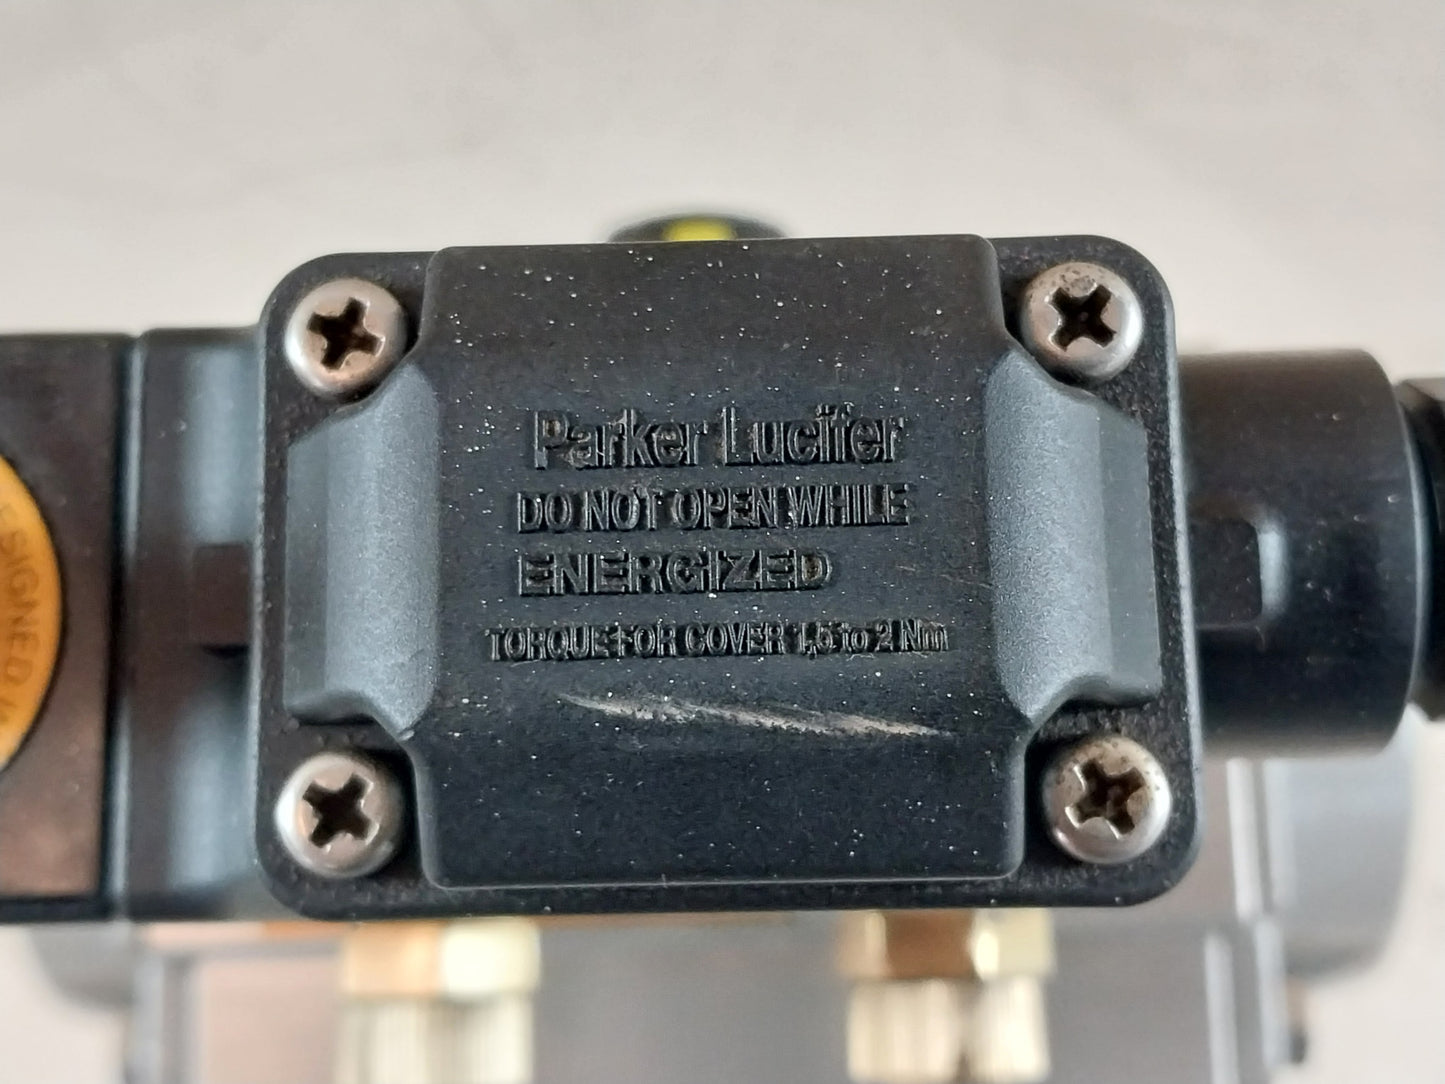 Parker Lucifer
DO NOT OPEN WHILE
ENERGIZED
TORQUE FOR COVER 1,5 to 2 Nm